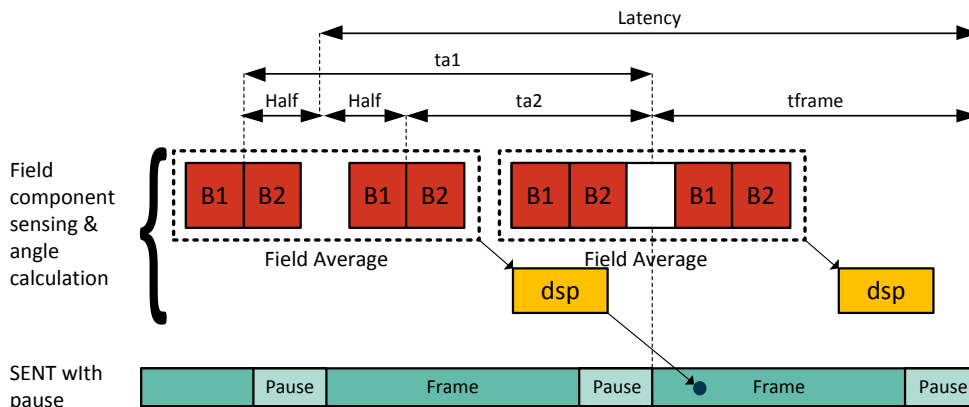 Latency
ta1
Half
Half
ta2
tframe
Field
component
sensing &
angle
calculation
B1
B2
B1
B2
B1
B2
B1
B2
Field Average
Field Average
dsp
dsp
SENT wIth
pause
Pause
Frame
Pause
Frame
Pause